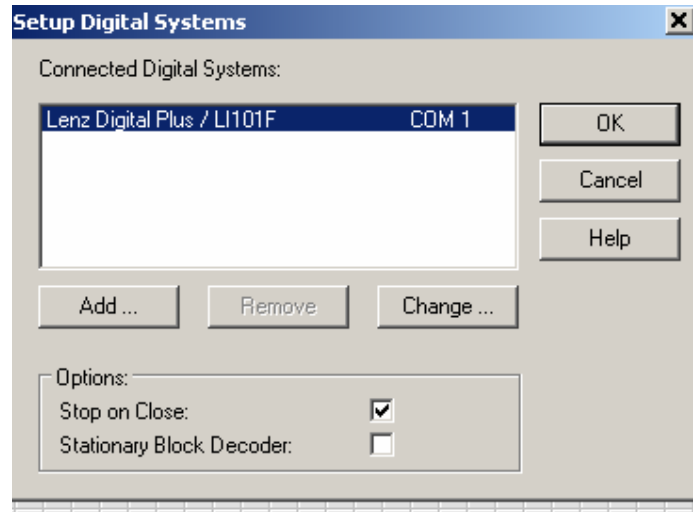 Setup Digital Systems
Connected Digital Systems:
Lenz Digital Plus / LI101F COM 1
OK
Cancel
Help
Add ... Remove Change ...
Options:
Stop on Close:
Stationary Block Decoder: